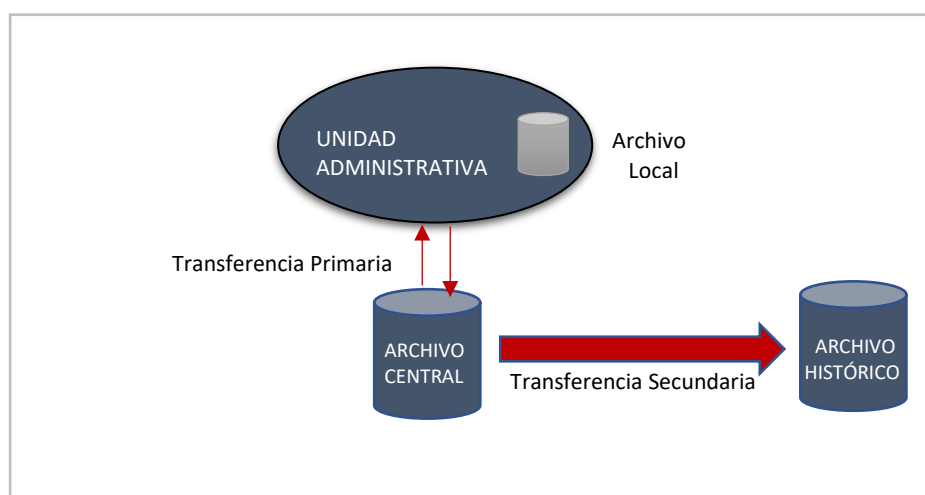 UNIDAD
ADMINISTRATIVA
Archivo
Local
Transferencia Primaria
ARCHIVO
CENTRAL
Transferencia Secundaria
ARCHIVO
HISTÓRICO